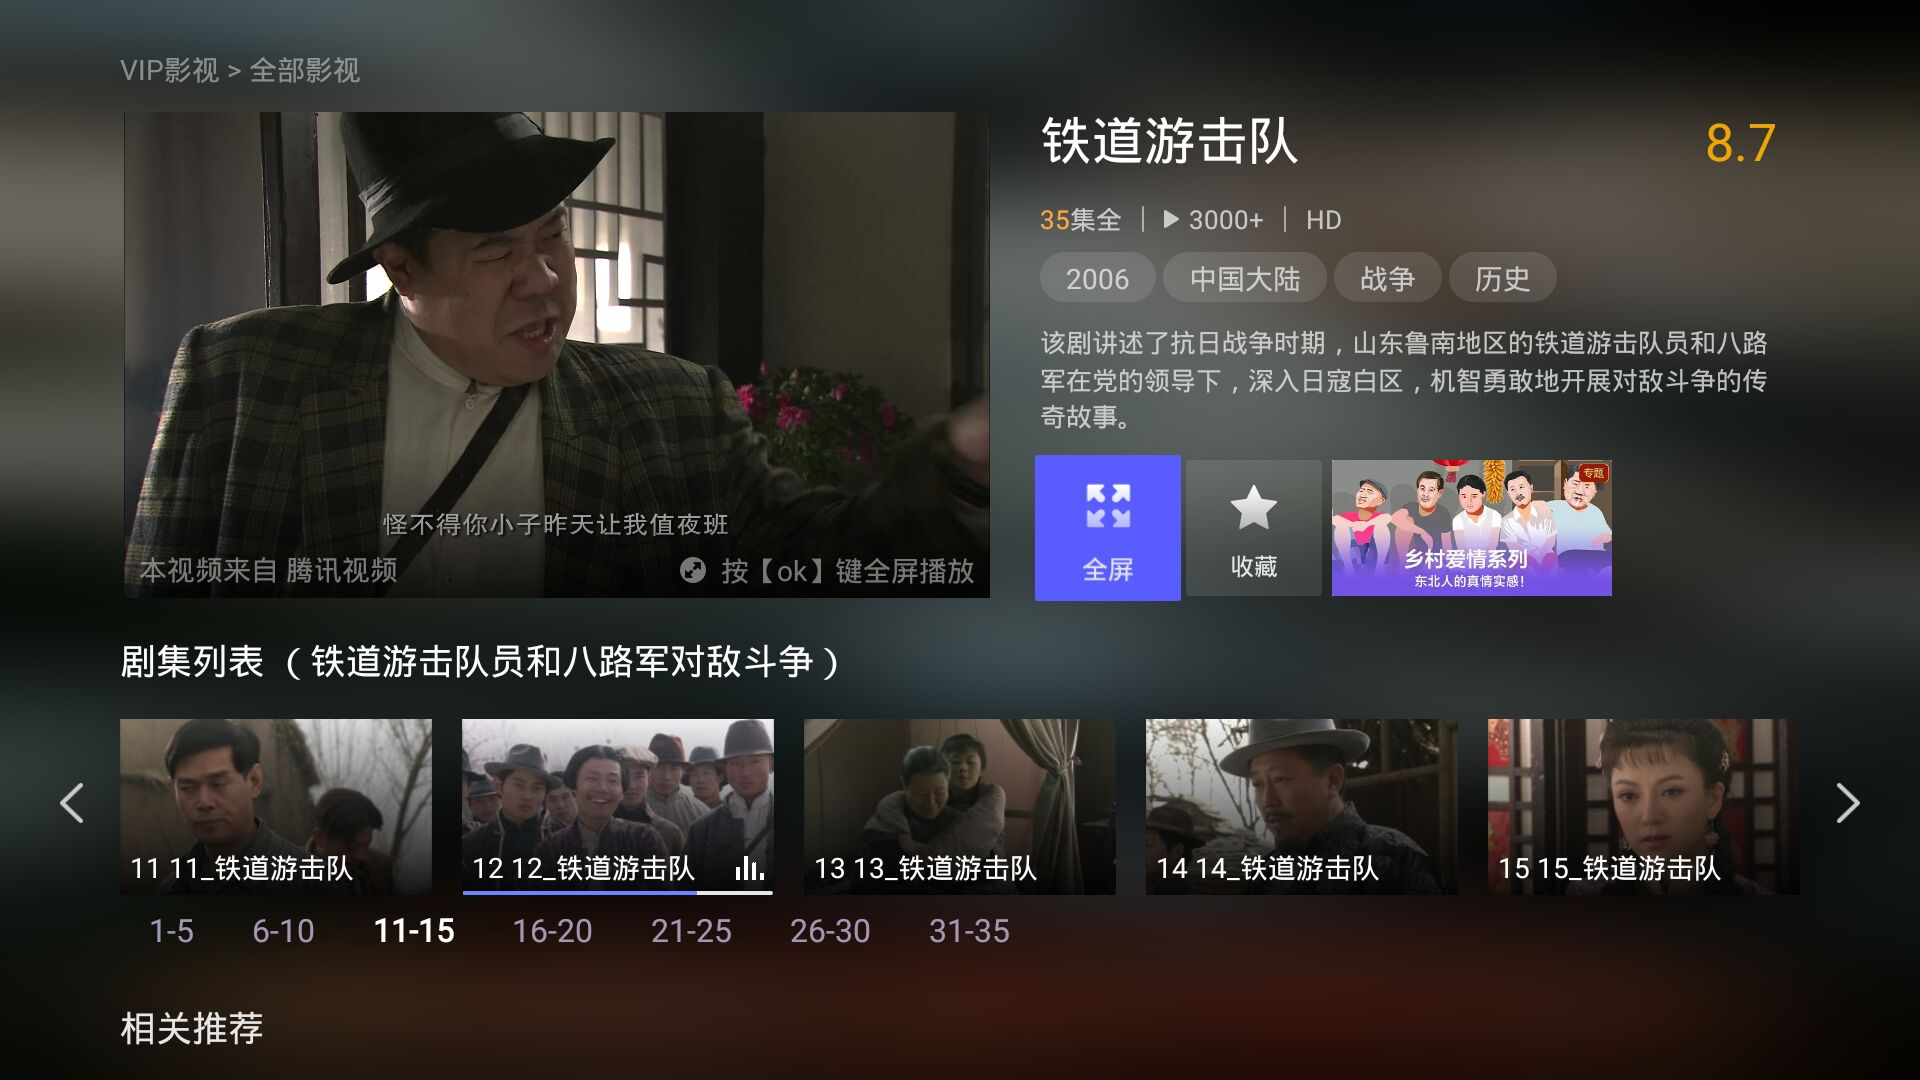 VIP影视 > 全部影视
怪不得你小子昨天让我值夜班
本视频来自 腾讯视频
按【ok】键全屏播放
铁道游击队
8.7
35集全
3000+
HD
2006
中国大陆
战争
历史
该剧讲述了抗日战争时期，山东鲁南地区的铁道游击队员和八路
军在党的领导下，深入日寇白区，机智勇敢地开展对敌斗争的传
奇故事。
全屏
收藏
专题
乡村爱情系列
东北人的真情实感！
剧集列表 （铁道游击队员和八路军对敌斗争）
11 11_铁道游击队
12 12_铁道游击队
13 13_铁道游击队
14 14_铁道游击队
15 15_铁道游击队
1-5
6-10
11-15
16-20
21-25
26-30
31-35
相关推荐